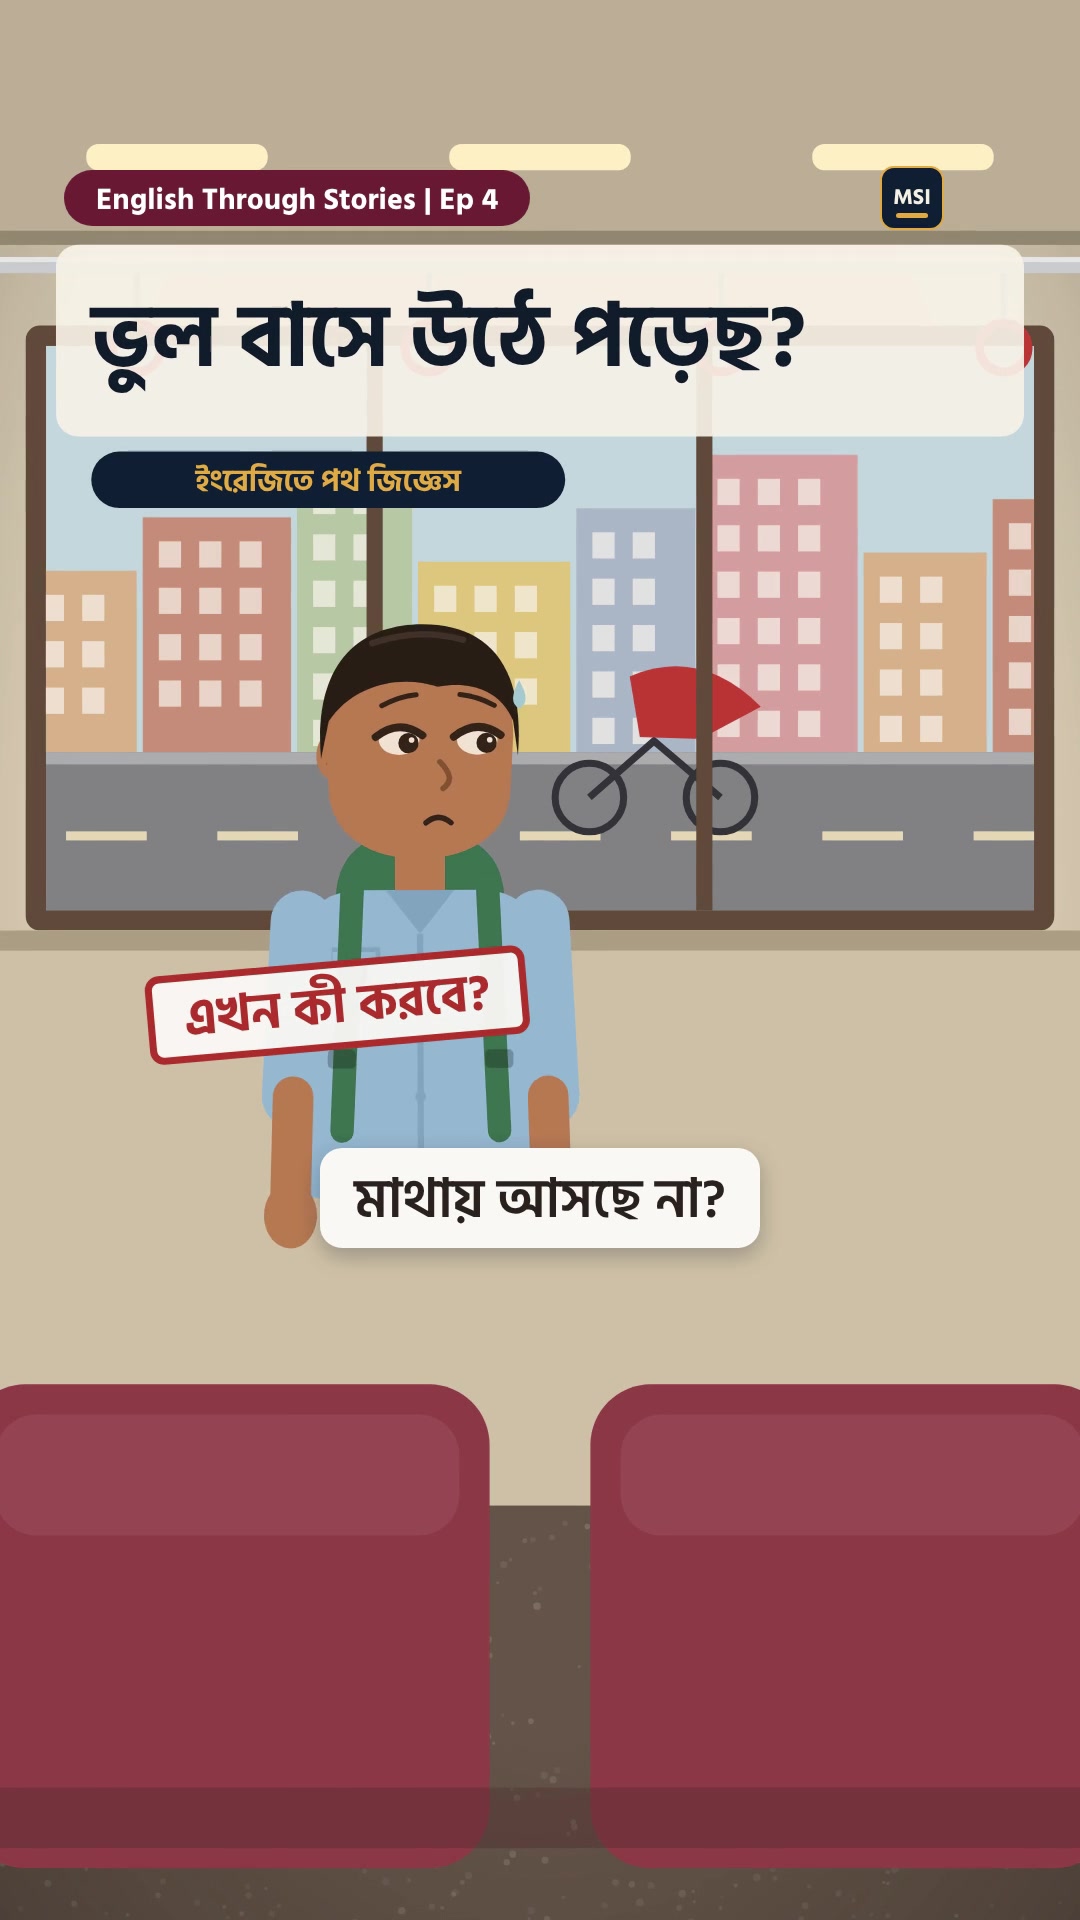 English Through Stories | Ep 4
MSI
ভুল বাসে উঠে পড়েছ?
ইংরেজিতে পথ জিজ্ঞেস
এখন কী করবে?
মাথায় আসছে না?